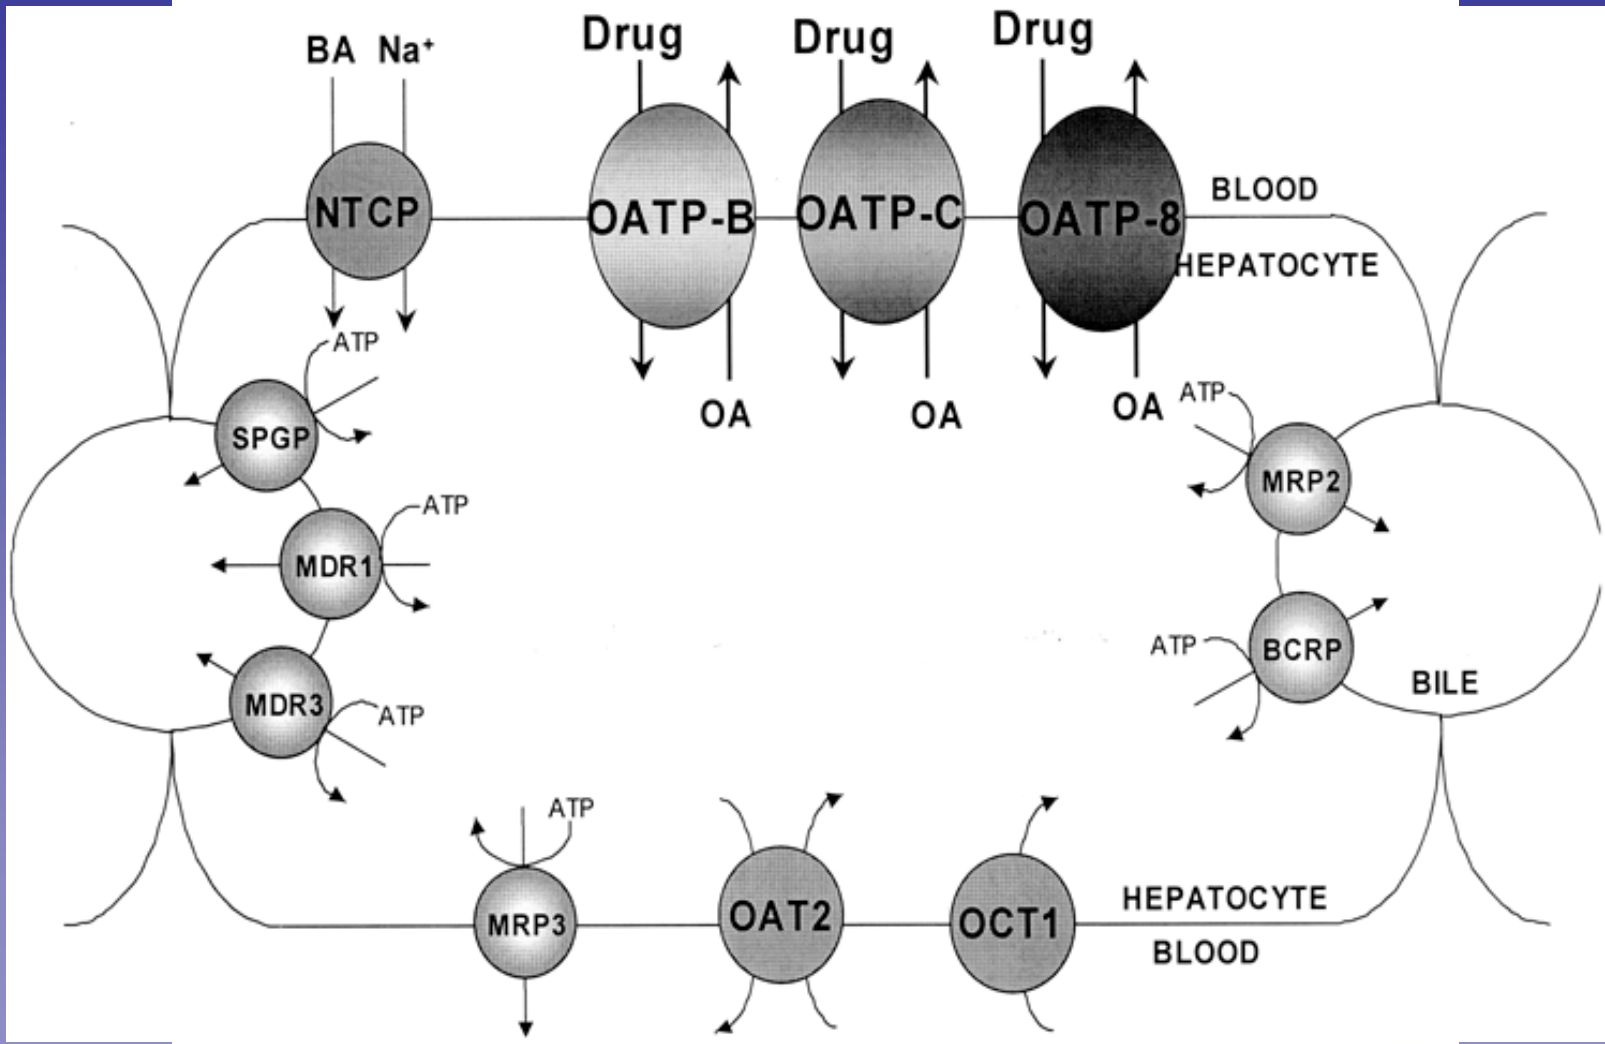 BA Na+
Drug
Drug
Drug
NTCP
OATP-B
OATP-C
OATP-8
BLOOD
HEPATOCYTE
ATP
OA
OA
OA
ATP
SPGP
MRP2
ATP
MDR1
ATP
BCRP
MDR3
ATP
BILE
ATP
MRP3
OAT2
OCT1
HEPATOCYTE
BLOOD